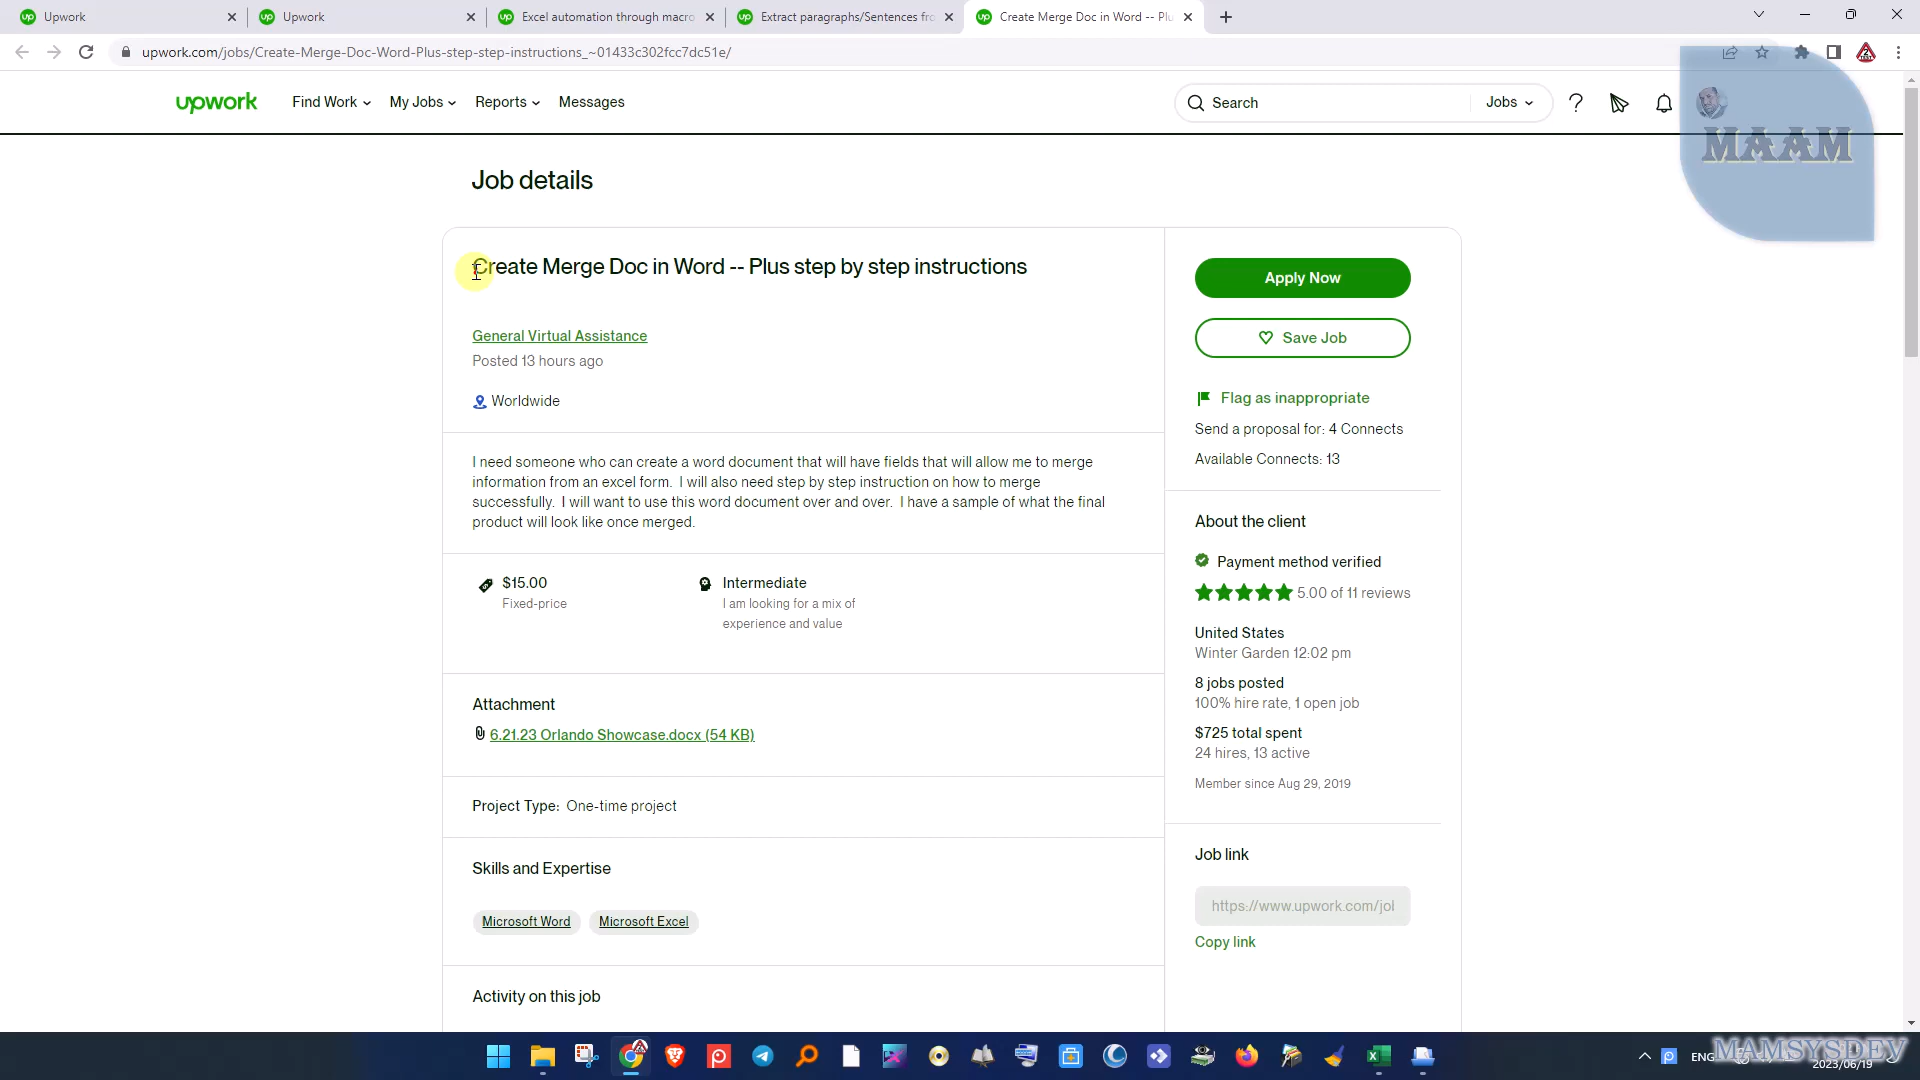 Upwork
Upwork
Excel automation through macro
Extract paragraphs/Sentences fro
Create Merge Doc in Word -- Plu
upwork.com/jobs/Create-Merge-Doc-Word-Plus-step-step-instructions_~01433c302fcc7dc51e/
upwork
Find Work
My Jobs
Reports
Messages
Search
Jobs
MAAM
Job details
Create Merge Doc in Word -- Plus step by step instructions
General Virtual Assistance
Posted 13 hours ago
Worldwide
I need someone who can create a word document that will have fields that will allow me to merge
information from an excel form. I will also need step by step instruction on how to merge
successfully. I will want to use this word document over and over. I have a sample of what the final
product will look like once merged.
$15.00
Fixed-price
Intermediate
I am looking for a mix of
experience and value
Attachment
6.21.23 Orlando Showcase.docx (54 KB)
Project Type: One-time project
Skills and Expertise
Microsoft Word
Microsoft Excel
Activity on this job
Apply Now
Save Job
Flag as inappropriate
Send a proposal for: 4 Connects
Available Connects: 13
About the client
Payment method verified
5.00 of 11 reviews
United States
Winter Garden 12:02 pm
8 jobs posted
100% hire rate, 1 open job
$725 total spent
24 hires, 13 active
Member since Aug 29, 2019
Job link
https://www.upwork.com/jol
Copy link
ENG
MAMSYSDEV
2023/06/19